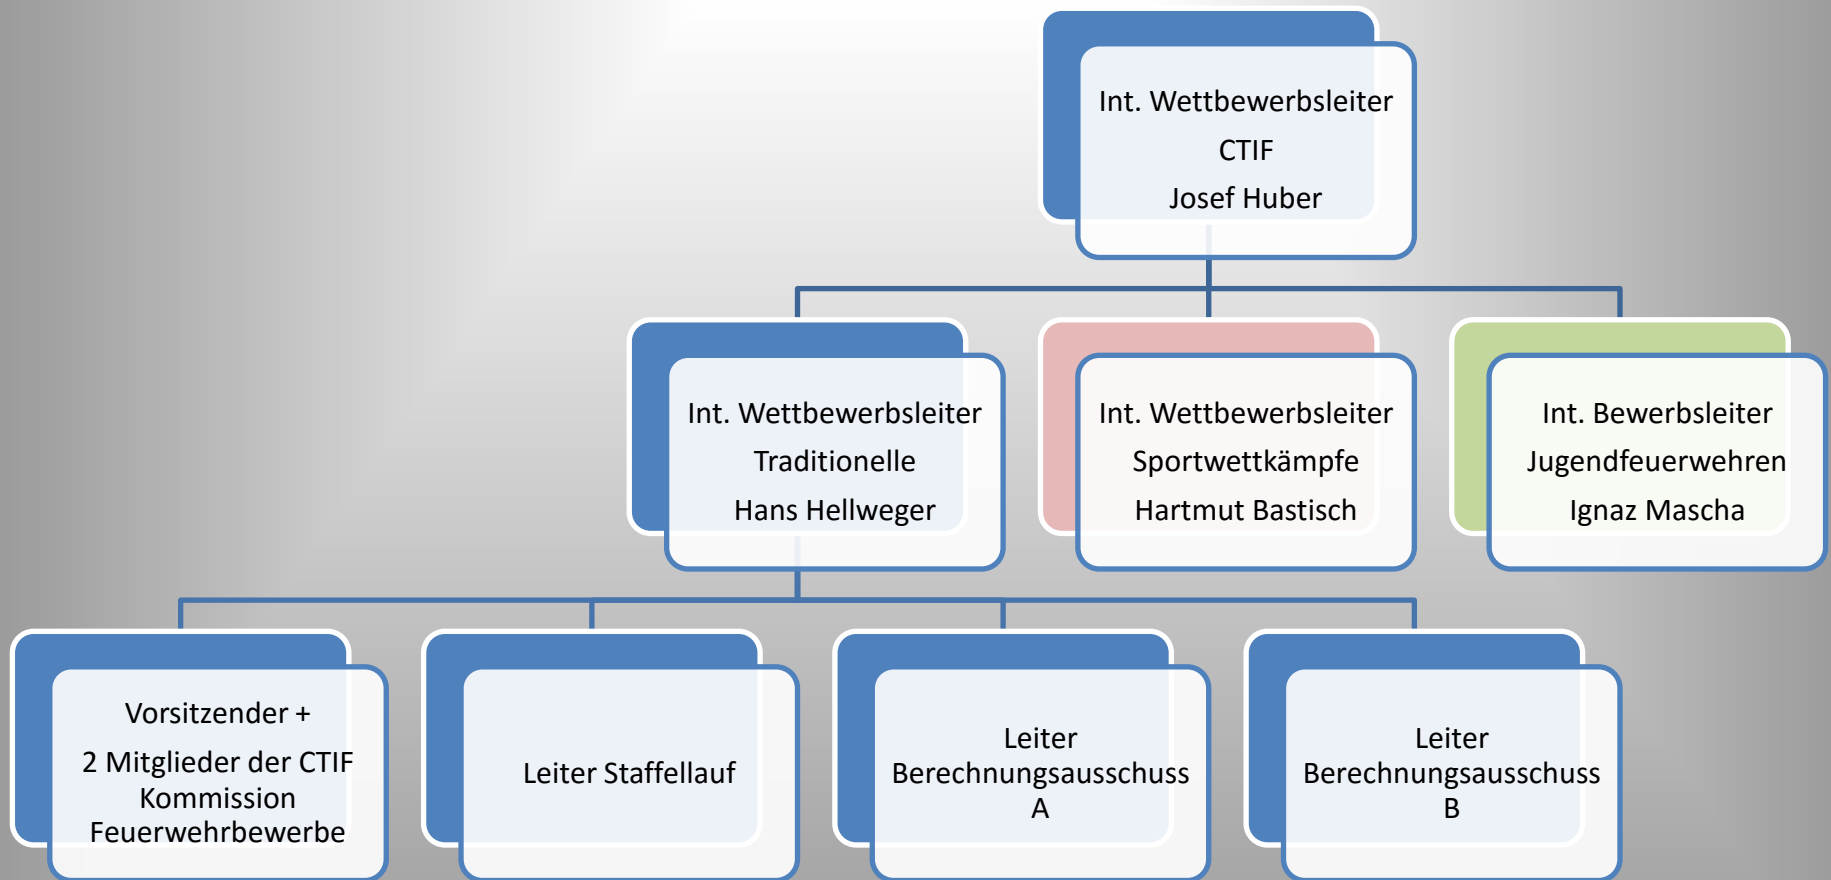 Int. Wettbewerbsleiter
CTIF
Josef Huber
Int. Wettbewerbsleiter
Traditionelle
Hans Hellweger
Int. Wettbewerbsleiter
Sportwettkämpfe
Hartmut Bastisch
Int. Bewerbsleiter
Jugendfeuerwehren
Ignaz Mascha
Vorsitzender +
2 Mitglieder der CTIF
Kommission
Feuerwehrbewerbe
Leiter Staffellauf
Leiter
Berechnungsausschuss
A
Leiter
Berechnungsausschuss
B